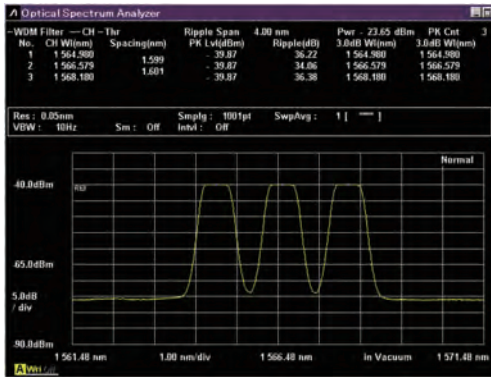 Optical Spectrum Analyzer
WDM Filter — CH — Thr Ripple Span 4.00 nm Pwr - 23.65 dBm PK Cnt 3
No. CH Wl(nm) Spacing(nm) PK Lvl(dBm) Ripple(dB) 3.0dB Wl(nm) 3.0dB Wl(nm)
1 1 564.980 - 39.87 36.22 1 564.980 1 564.980
1.599
2 1 566.579 - 39.87 34.06 1 566.579 1 566.579
1.601
3 1 568.180 - 39.87 36.38 1 568.180 1 568.180
Res : 0.05nm Smplg : 1001pt SwpAvg : 1 [ ]
VBW : 10Hz Sm : Off Intvl : Off
Normal
-40.0dBm REF
-65.0dBm
5.0dB
/ div
-90.0dBm
1 561.48 nm 1.00 nm/div 1 566.48 nm in Vacuum 1 571.48 nm
A Wri